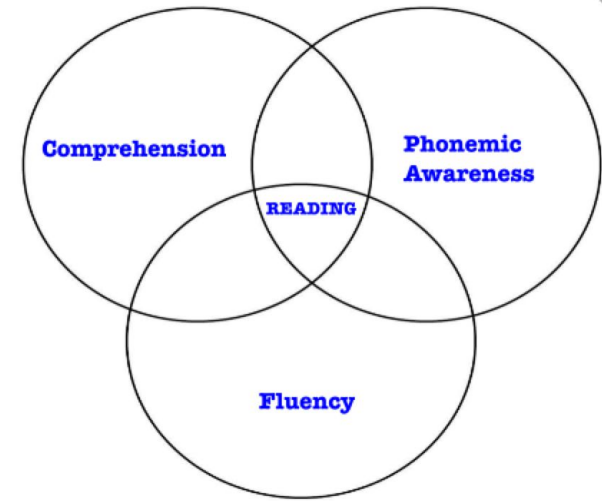 Comprehension
Phonemic
Awareness
READING
Fluency